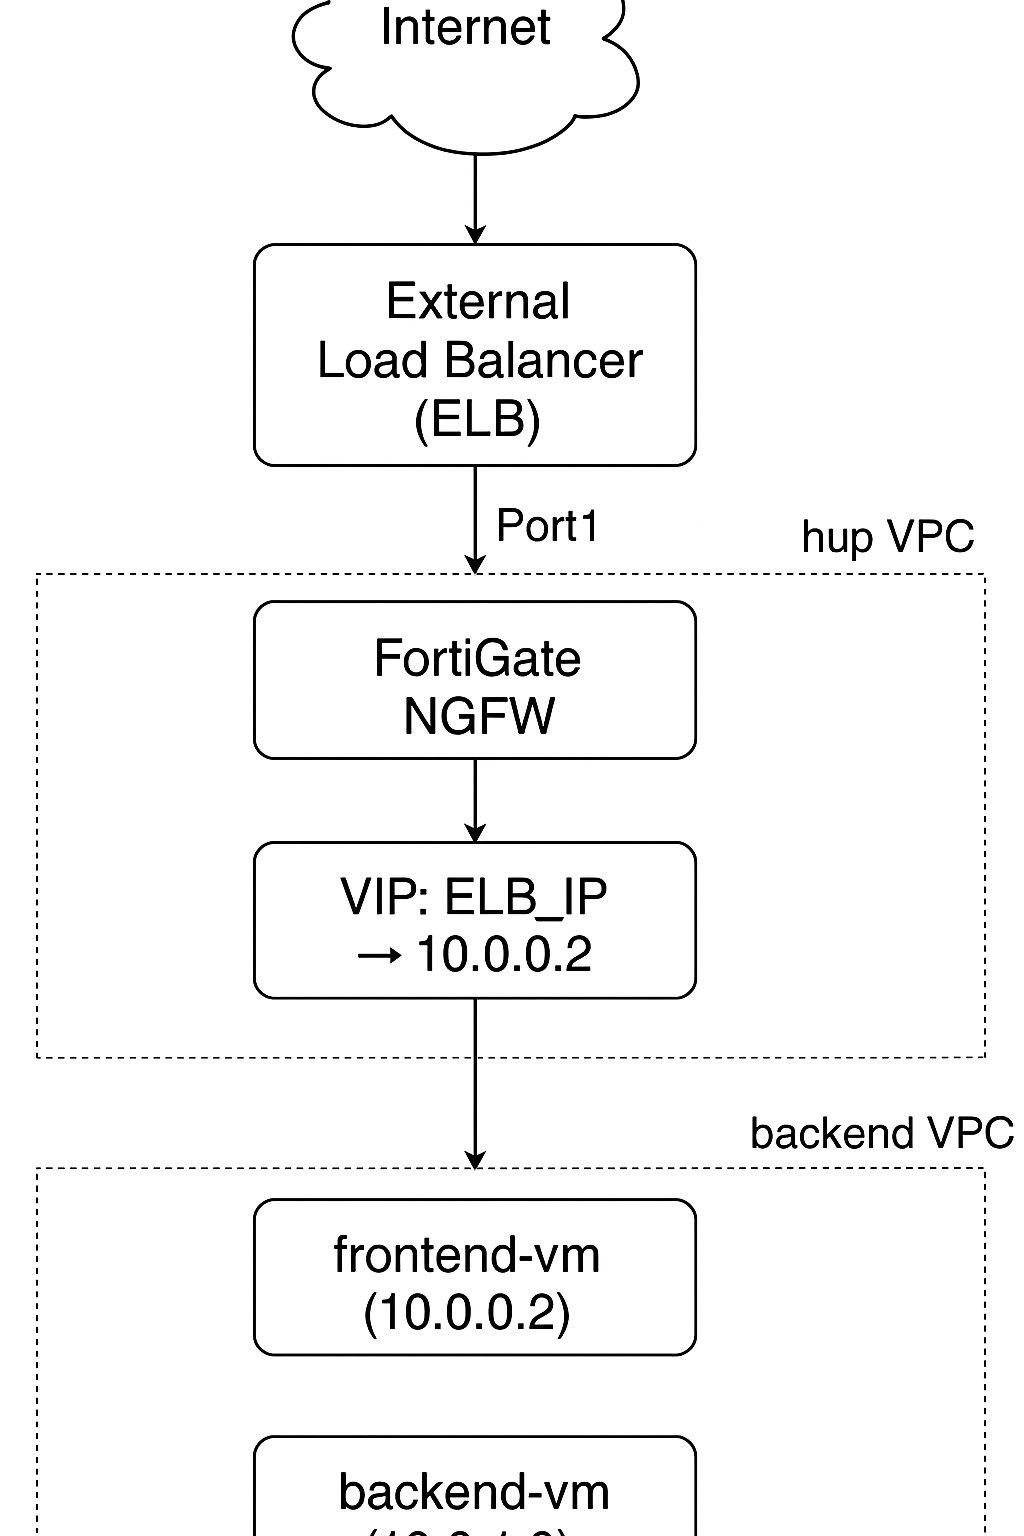 Internet
External
Load Balancer
(ELB)
Port1
hup VPC
FortiGate
NGFW
VIP: ELB_IP
→ 10.0.0.2
backend VPC
frontend-vm
(10.0.0.2)
backend-vm